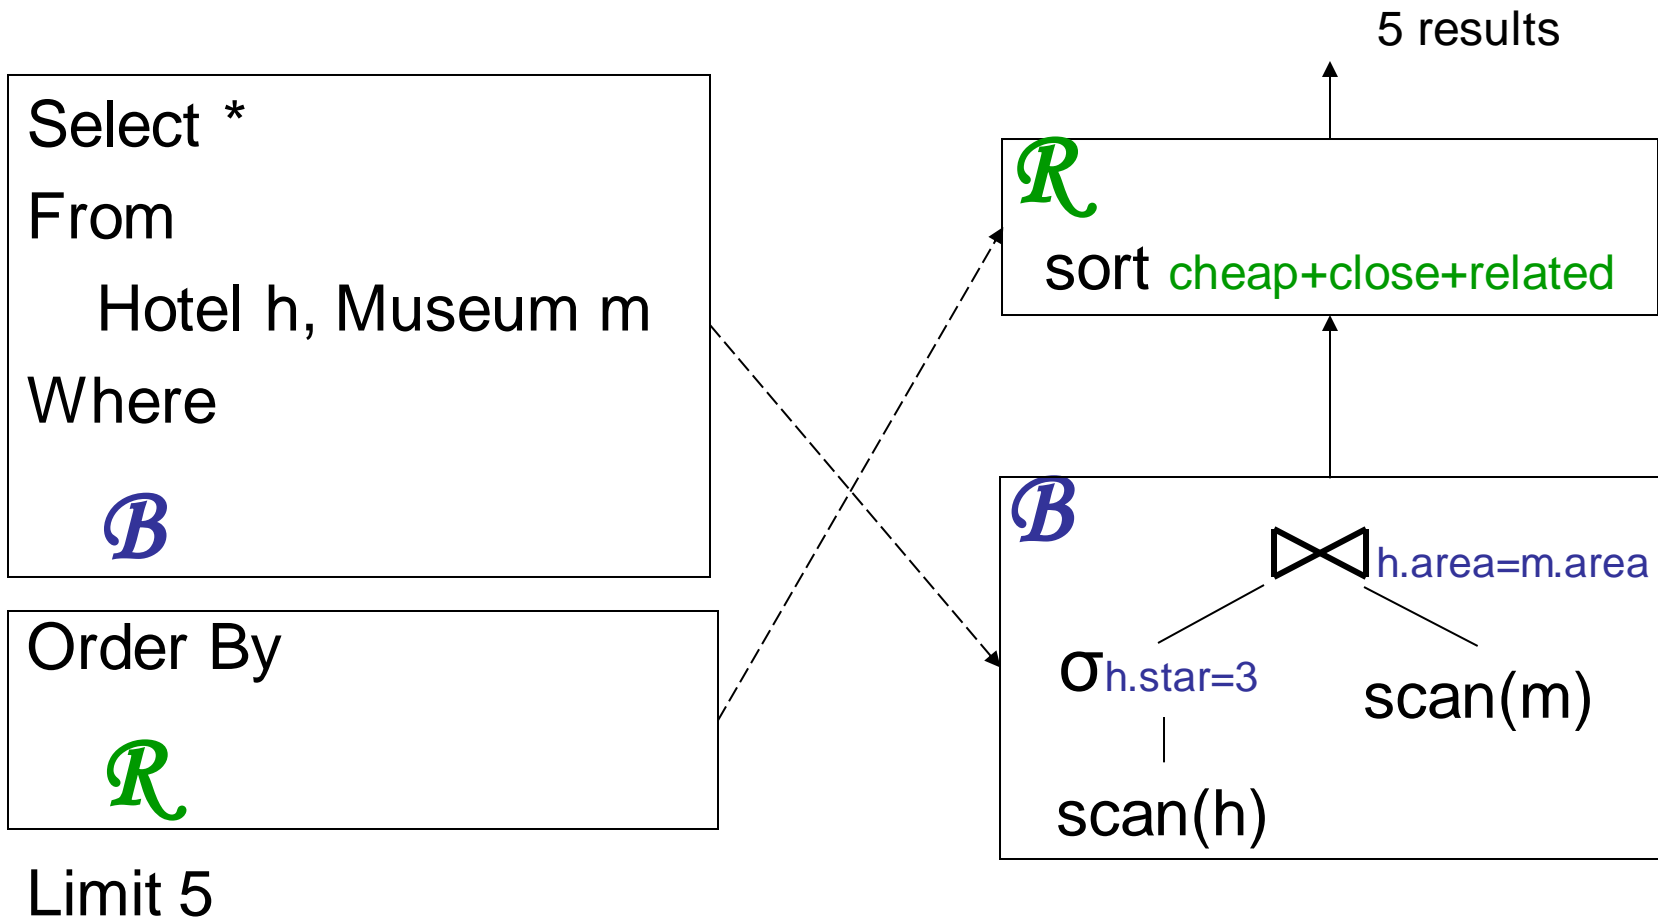 Select *
From
Hotel h, Museum m
Where
B
Order By
R
Limit 5
5 results
R
sort cheap+close+related
B
⋈ h.area=m.area
σh.star=3
scan(m)
scan(h)